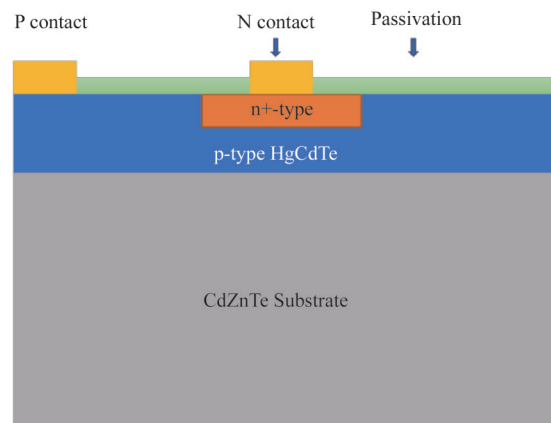 P contact
N contact
Passivation
n+-type
p-type HgCdTe
CdZnTe Substrate